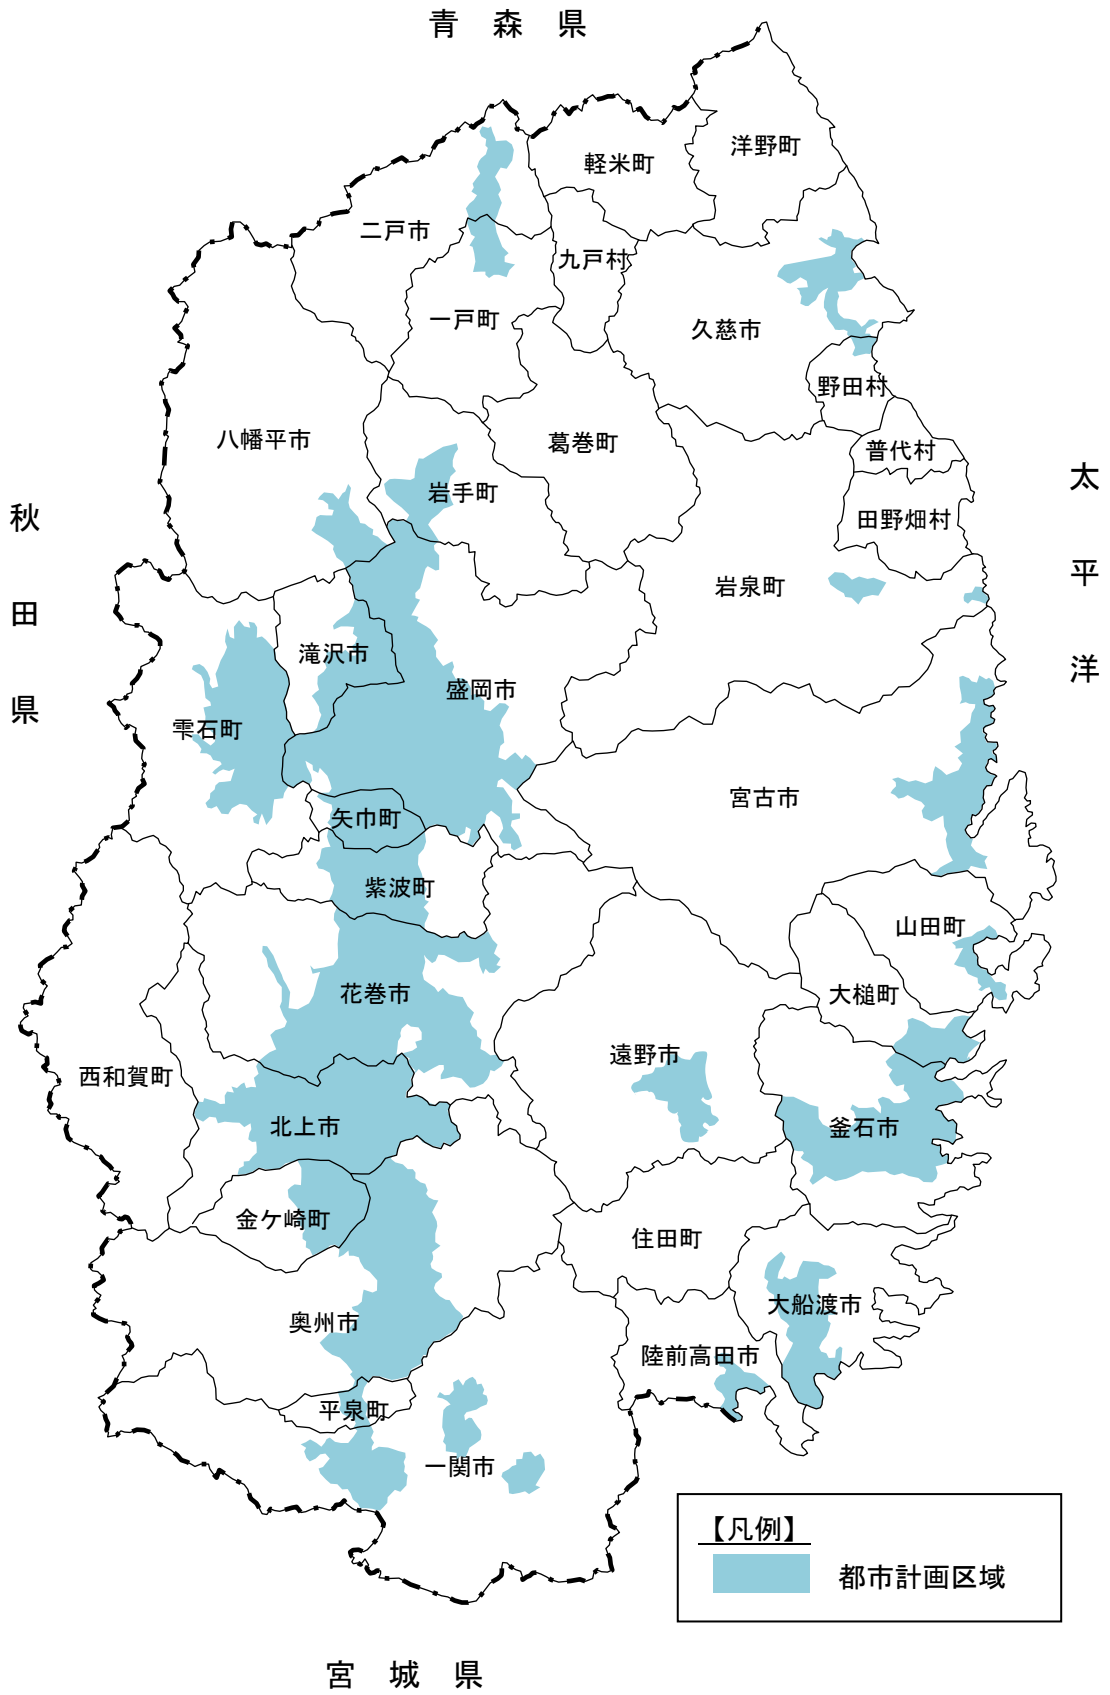 青森県
洋野町
軽米町
二戸市
九戸村
一戸町
久慈市
野田村
八幡平市
葛巻町
普代村
岩手町
田野畑村
秋田県
太平洋
岩泉町
滝沢市
盛岡市
雫石町
宮古市
矢巾町
紫波町
山田町
花巻市
大槌町
遠野市
西和賀町
北上市
釜石市
金ケ崎町
住田町
大船渡市
奥州市
陸前高田市
平泉町
一関市
【凡例】
都市計画区域
宮城県